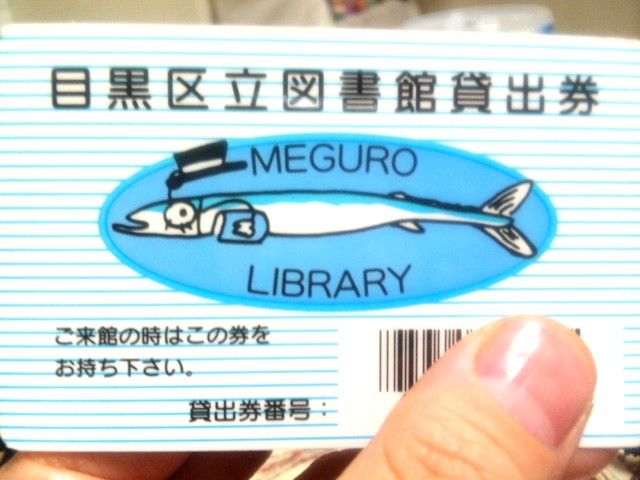 目黒区立図書館貸出券
MEGURO
LIBRARY
ご来館の時はこの券を
お持ち下さい。
貸出券番号：